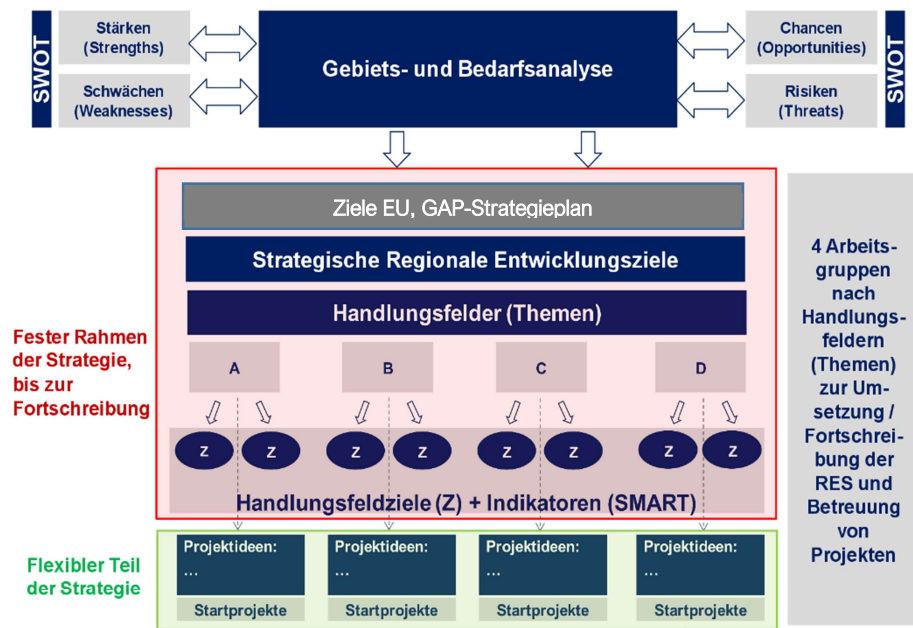 SWOT
Stärken
(Strengths)
Schwächen
(Weaknesses)
Gebiets- und Bedarfsanalyse
Chancen
(Opportunities)
Risiken
(Threats)
SWOT
Ziele EU, GAP-Strategieplan
Strategische Regionale Entwicklungsziele
Handlungsfelder (Themen)
A
B
C
D
Z
Z
Z
Z
Z
Z
Z
Z
Handlungsfeldziele (Z) + Indikatoren (SMART)
Fester Rahmen
der Strategie,
bis zur
Fortschreibung
Flexibler Teil
der Strategie
Projektideen:
...
Startprojekte
Projektideen:
...
Startprojekte
Projektideen:
...
Startprojekte
Projektideen:
...
Startprojekte
4 Arbeits-
gruppen
nach
Handlungs-
feldern
(Themen)
zur Um-
setzung /
Fortschrei-
bung der
RES und
Betreuung
von
Projekten